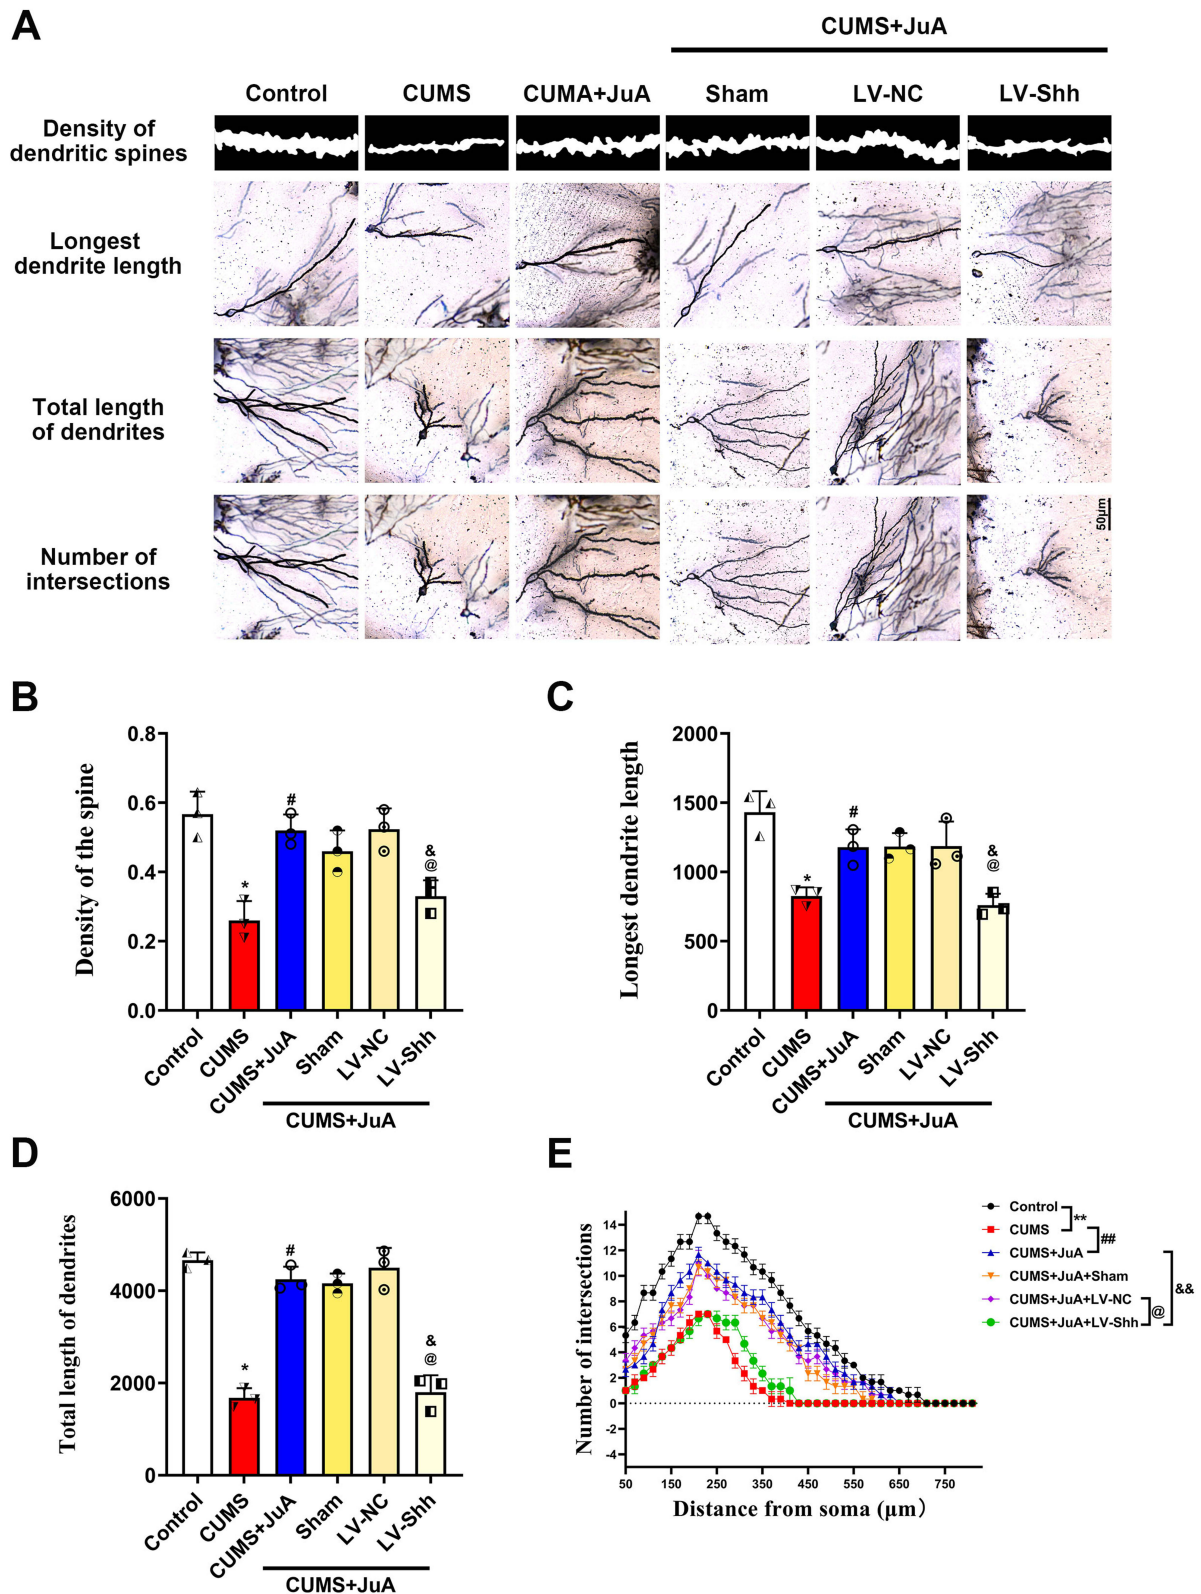 A
CUMS+JuA
Control CUMS CUMA+JuA Sham LV-NC LV-Shh
Density of
dendritic spines
Longest
dendrite length
Total length
of dendrites
Number of
intersections
50μm
B
Density of the spine
0.8
0.6
0.4
0.2
0.0
*
#
&
@
Control
CUMS
CUMS+JuA
Sham
LV-NC
LV-Shh
CUMS+JuA
C
Longest dendrite length
2000
1500
1000
500
0
*
#
&
@
Control
CUMS
CUMS+JuA
Sham
LV-NC
LV-Shh
CUMS+JuA
D
Total length of dendrites
6000
4000
2000
0
*
#
&
@
Control
CUMS
CUMS+JuA
Sham
LV-NC
LV-Shh
CUMS+JuA
E
Number of intersections
14
12
10
8
6
4
2
0
-2
-4
50 150 250 350 450 550 650 750
Distance from soma (μm)
Control
CUMS
CUMS+JuA
CUMS+JuA+Sham
CUMS+JuA+LV-NC
CUMS+JuA+LV-Shh
**
##
@
&&